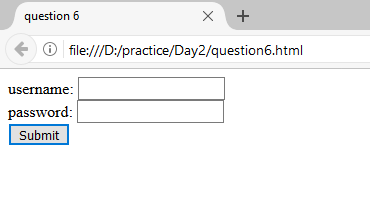 question 6
file:///D:/practice/Day2/question6.html
username:
password:
Submit